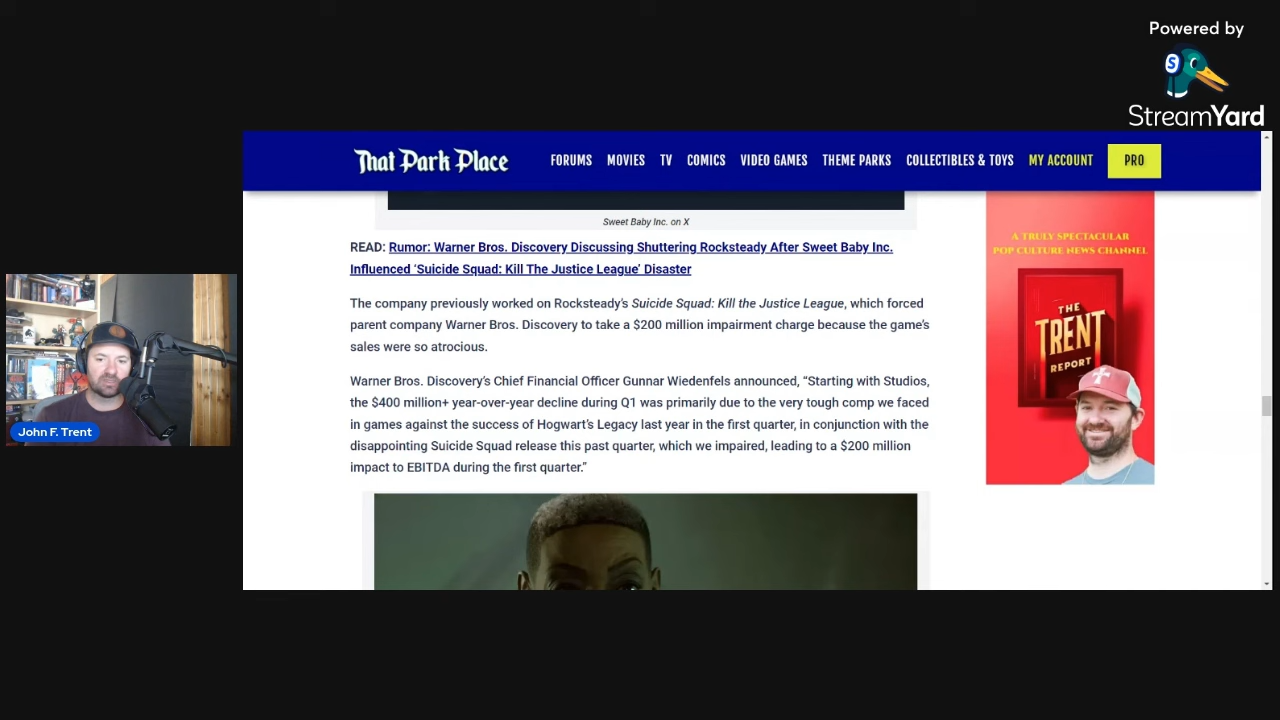 Powered by
S
StreamYard
That Park Place
FORUMS MOVIES TV COMICS VIDEO GAMES THEME PARKS COLLECTIBLES & TOYS MY ACCOUNT PRO
Sweet Baby Inc. on X
READ: Rumor: Warner Bros. Discovery Discussing Shuttering Rocksteady After Sweet Baby Inc.
Influenced ‘Suicide Squad: Kill The Justice League’ Disaster
The company previously worked on Rocksteady’s Suicide Squad: Kill the Justice League, which forced
parent company Warner Bros. Discovery to take a $200 million impairment charge because the game’s
sales were so atrocious.
Warner Bros. Discovery’s Chief Financial Officer Gunnar Wiedenfels announced, “Starting with Studios,
the $400 million+ year-over-year decline during Q1 was primarily due to the very tough comp we faced
in games against the success of Hogwart’s Legacy last year in the first quarter, in conjunction with the
disappointing Suicide Squad release this past quarter, which we impaired, leading to a $200 million
impact to EBITDA during the first quarter.”
A TRULY SPECTACULAR
POP CULTURE NEWS CHANNEL
THE
TRENT
REPORT
John F. Trent